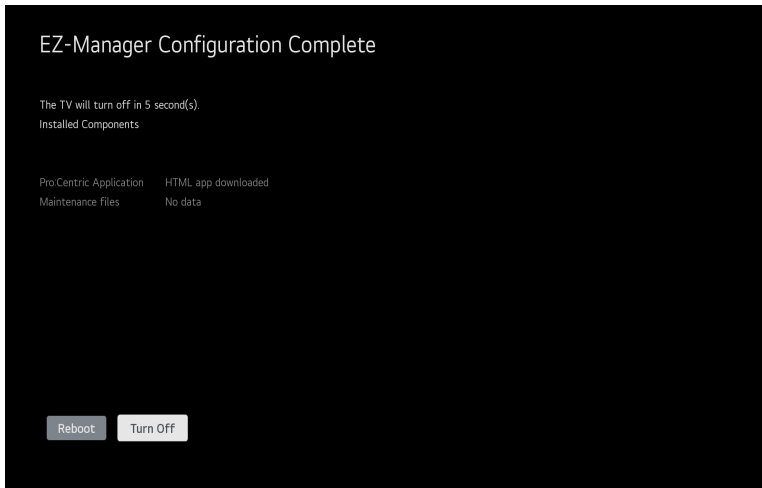 EZ-Manager Configuration Complete
The TV will turn off in 5 second(s).
Installed Components
Pro:Centric Application HTML app downloaded
Maintenance files No data
Reboot Turn Off